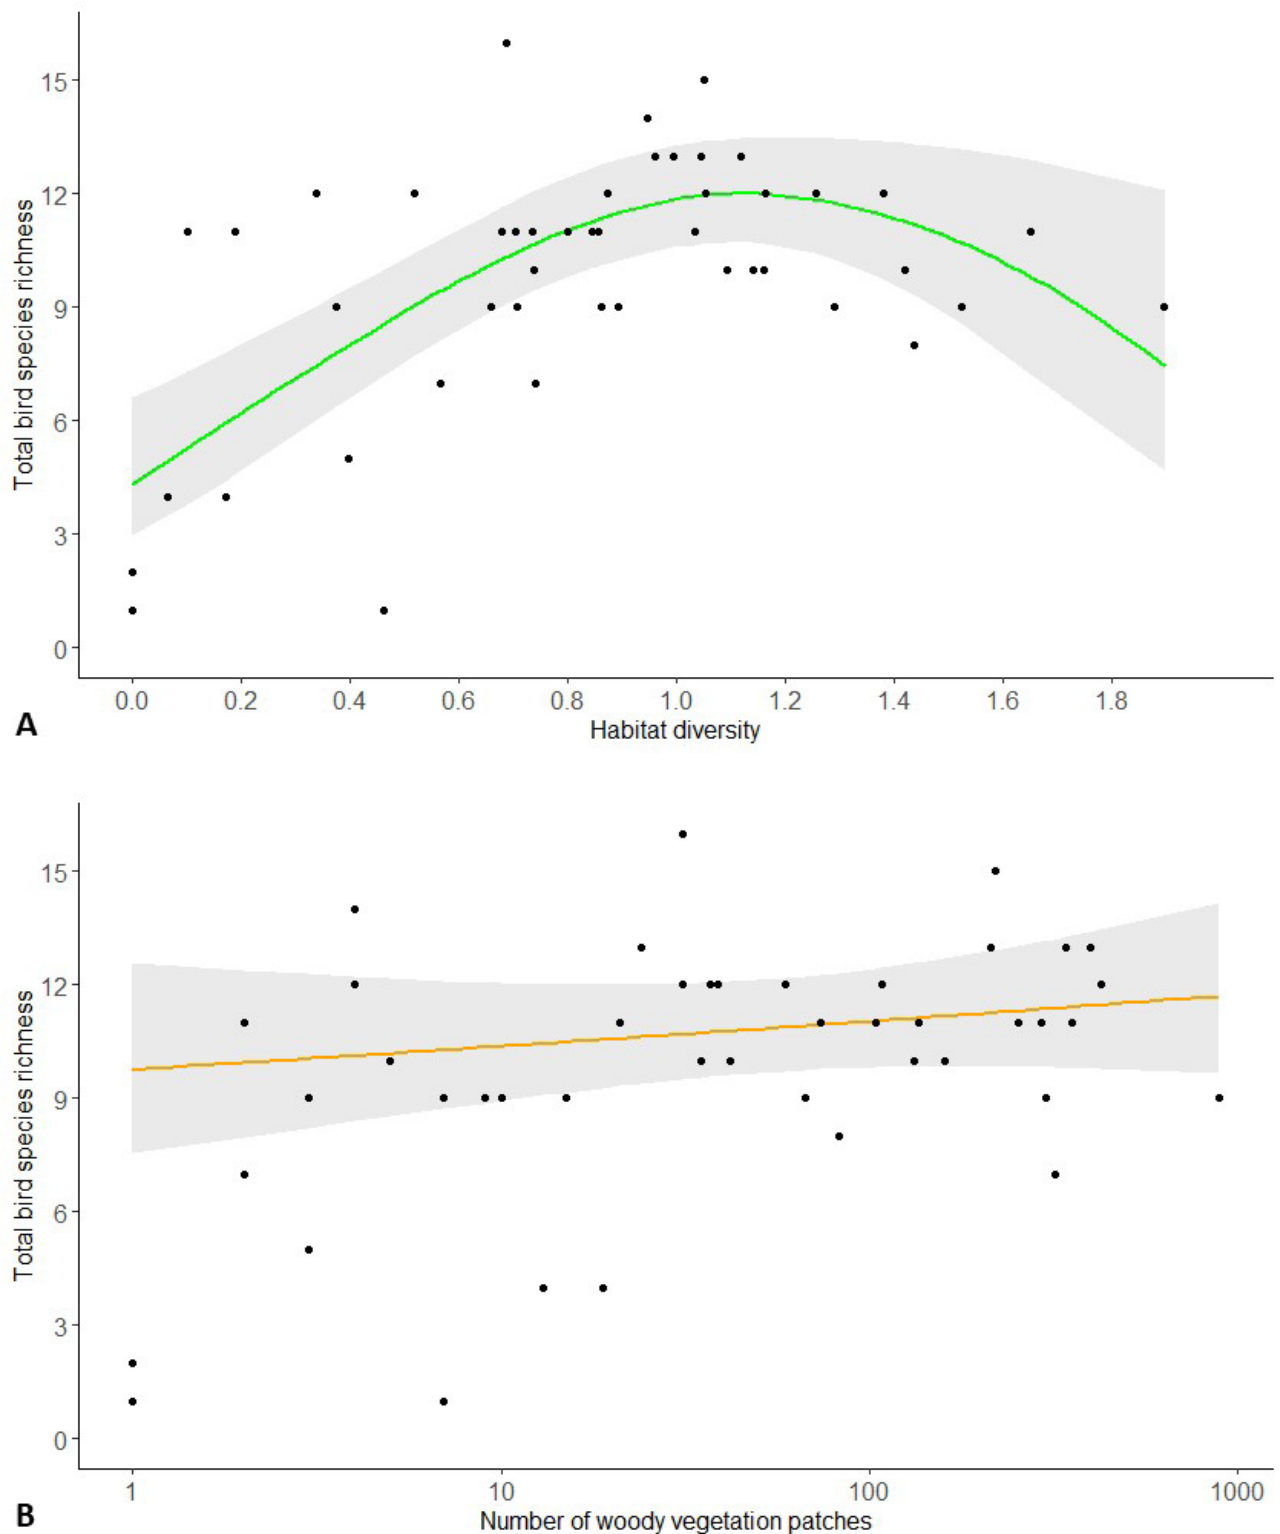 Total bird species richness
15
12
9
6
3
0
0.0 0.2 0.4 0.6 0.8 1.0 1.2 1.4 1.6 1.8
Habitat diversity
A
Total bird species richness
15
12
9
6
3
0
1 10 100 1000
Number of woody vegetation patches
B